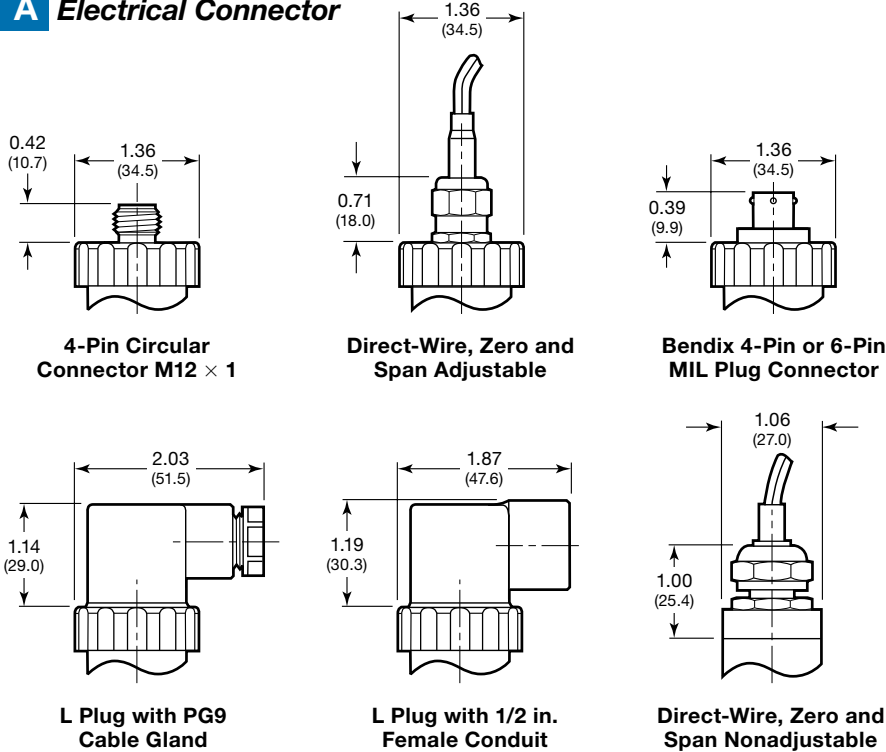 A Electrical Connector
0.42
(10.7)
1.36
(34.5)
4-Pin Circular
Connector M12 × 1
1.36
(34.5)
0.71
(18.0)
Direct-Wire, Zero and
Span Adjustable
1.36
(34.5)
0.39
(9.9)
Bendix 4-Pin or 6-Pin
MIL Plug Connector
2.03
(51.5)
1.14
(29.0)
L Plug with PG9
Cable Gland
1.87
(47.6)
1.19
(30.3)
L Plug with 1/2 in.
Female Conduit
1.06
(27.0)
1.00
(25.4)
Direct-Wire, Zero and
Span Nonadjustable